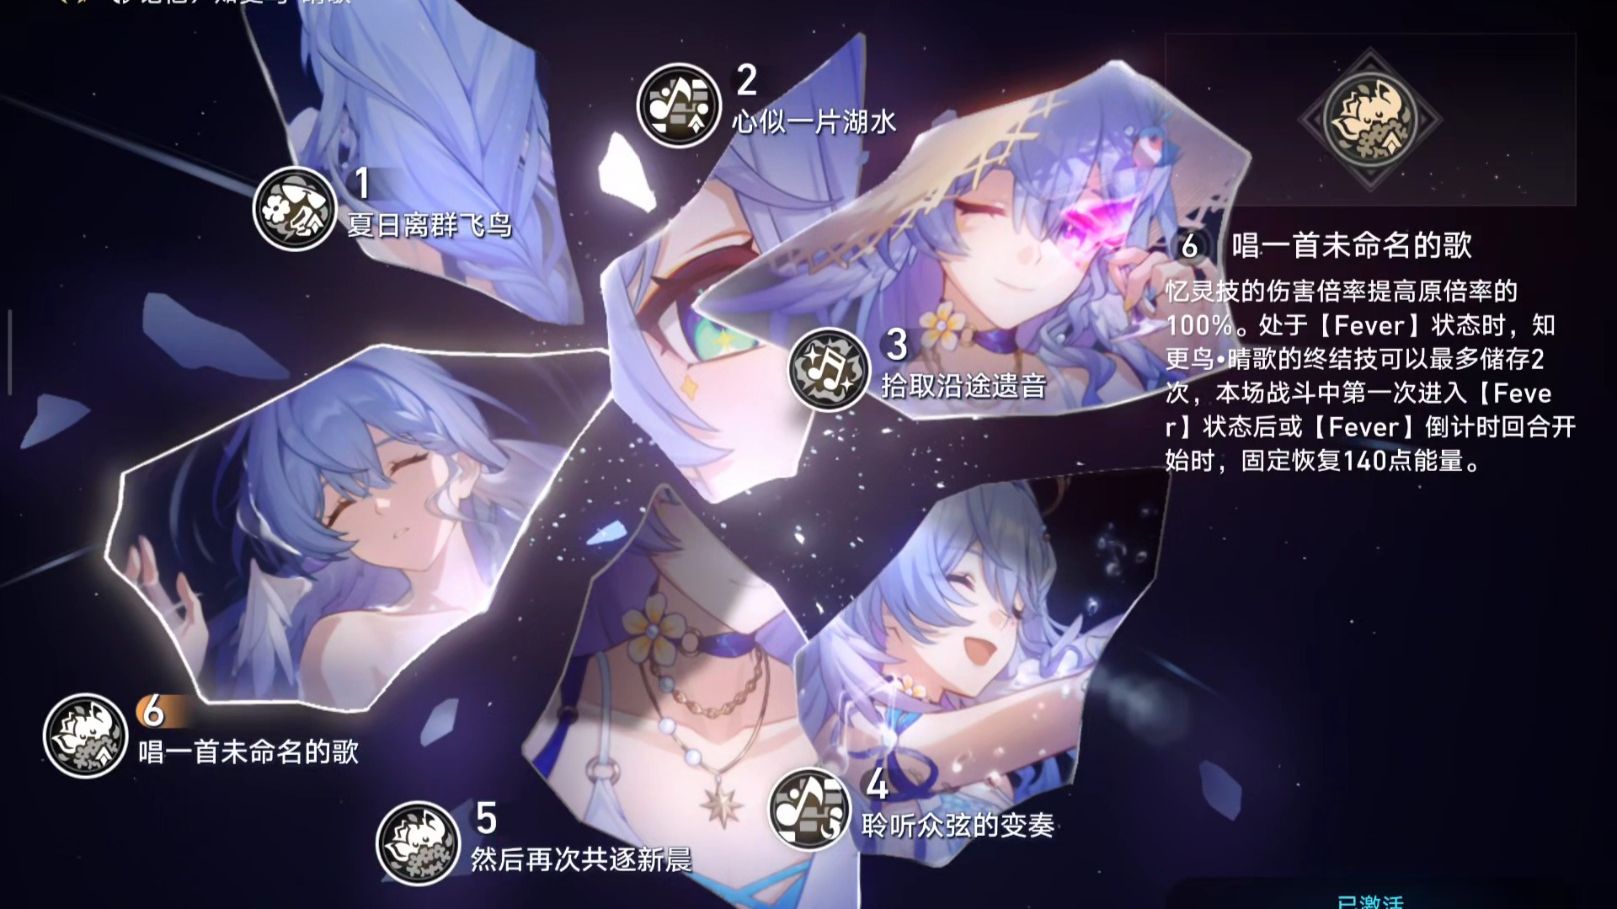 1
夏日离群飞鸟
2
心似一片湖水
3
拾取沿途遗音
4
聆听众弦的变奏
5
然后再次共逐新晨
6
唱一首未命名的歌
6 唱一首未命名的歌
忆灵技的伤害倍率提高原倍率的
100%。处于【Fever】状态时，知
更鸟•晴歌的终结技可以最多储存2
次，本场战斗中第一次进入【Feve
r】状态后或【Fever】倒计时回合开
始时，固定恢复140点能量。
已激活